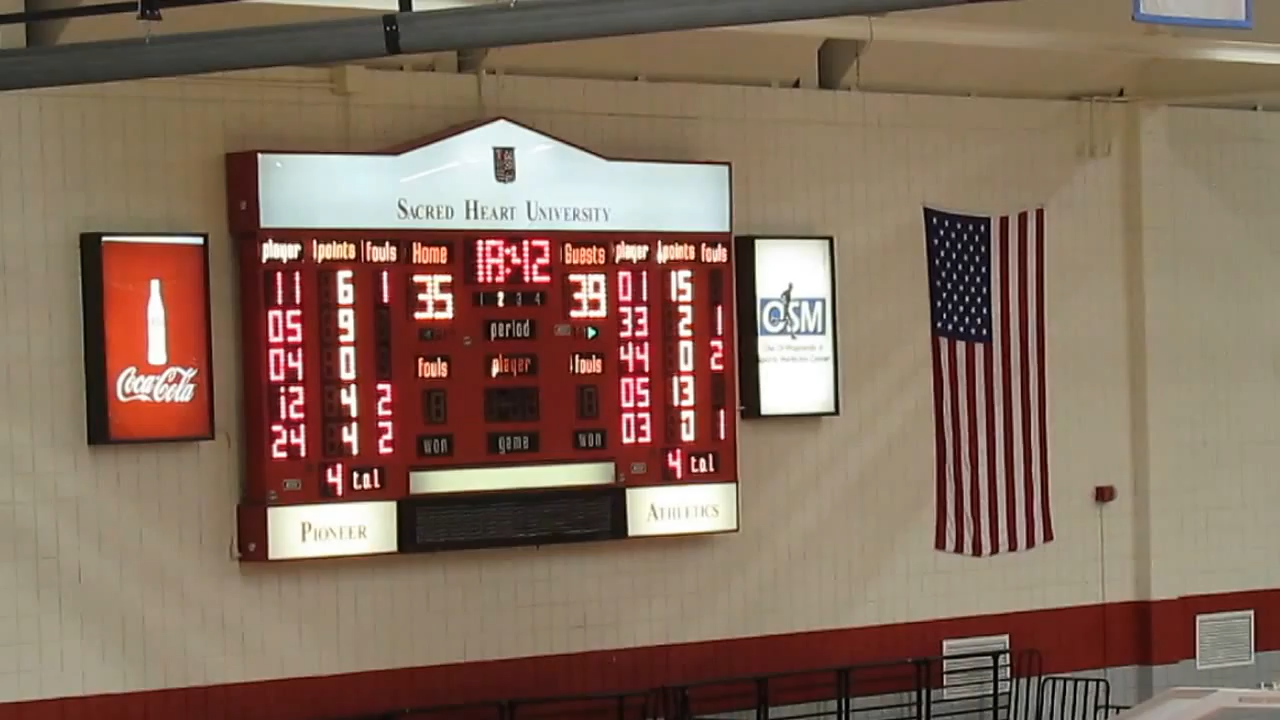 SACRED HEART UNIVERSITY
player points fouls Home 18:42 Guests player points fouls
11 6 1 35 39 01 15
1 2 3 4
05 9 period 33 2 1
04 0 fouls player fouls 44 0 2
12 4 2 05 13
24 4 2 won game won 03 0 1
4 t.o.l 4 t.o.l
PIONEER ATHLETICS
Coca-Cola
OSM